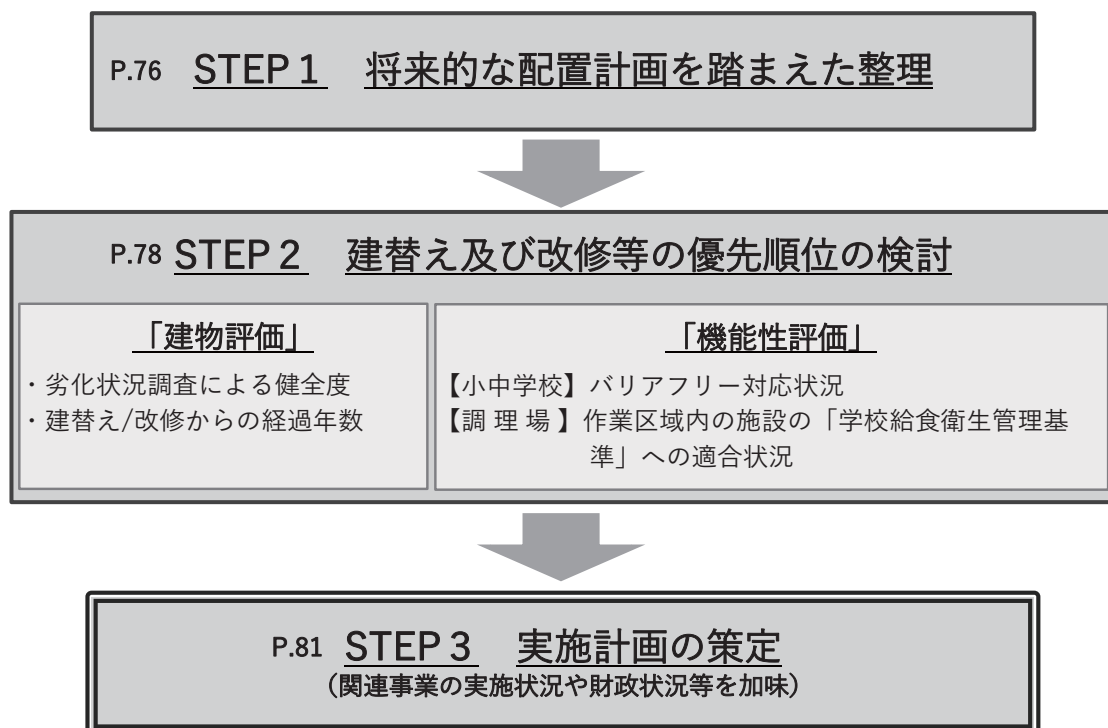 P.76 STEP1 将来的な配置計画を踏まえた整理
P.78 STEP2 建替え及び改修等の優先順位の検討
「建物評価」
・劣化状況調査による健全度
・建替え/改修からの経過年数
「機能性評価」
【小中学校】バリアフリー対応状況
【調 理 場 】作業区域内の施設の「学校給食衛生管理基
準」への適合状況
P.81 STEP3 実施計画の策定
(関連事業の実施状況や財政状況等を加味)